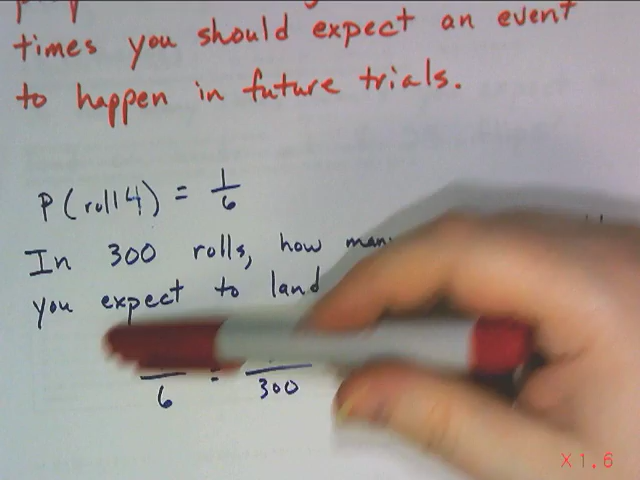 times you should expect an event
to happen in future trials.
P(roll 4) = 1/6
In 300 rolls, how many
you expect to land
6 = 300
X1.6